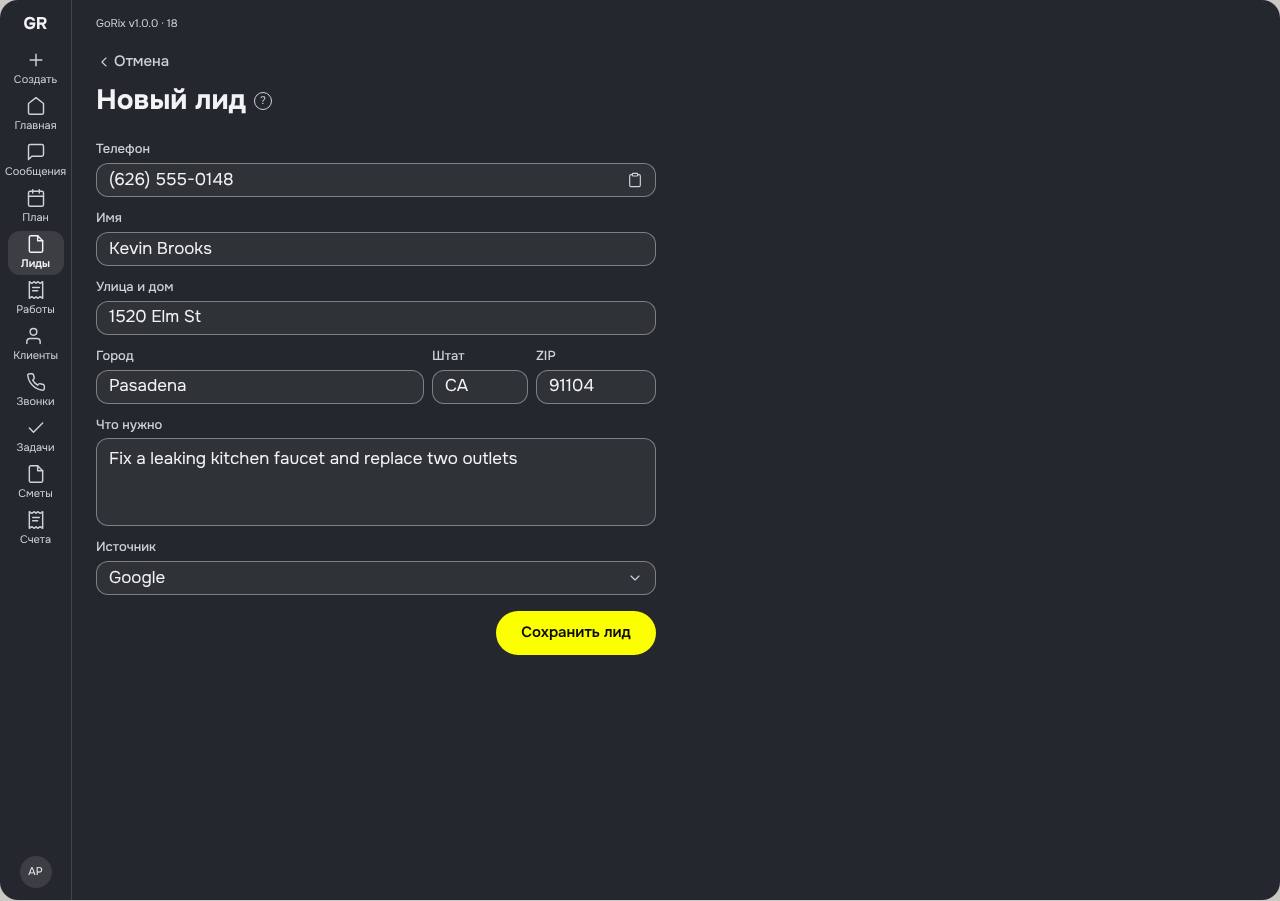 GR
GoRix v1.0.0 · 18
Создать
Главная
Сообщения
План
Лиды
Работы
Клиенты
Звонки
Задачи
Сметы
Счета
AP
Отмена
Новый лид ?
Телефон
(626) 555-0148
Имя
Kevin Brooks
Улица и дом
1520 Elm St
Город Штат ZIP
Pasadena CA 91104
Что нужно
Fix a leaking kitchen faucet and replace two outlets
Источник
Google
Сохранить лид